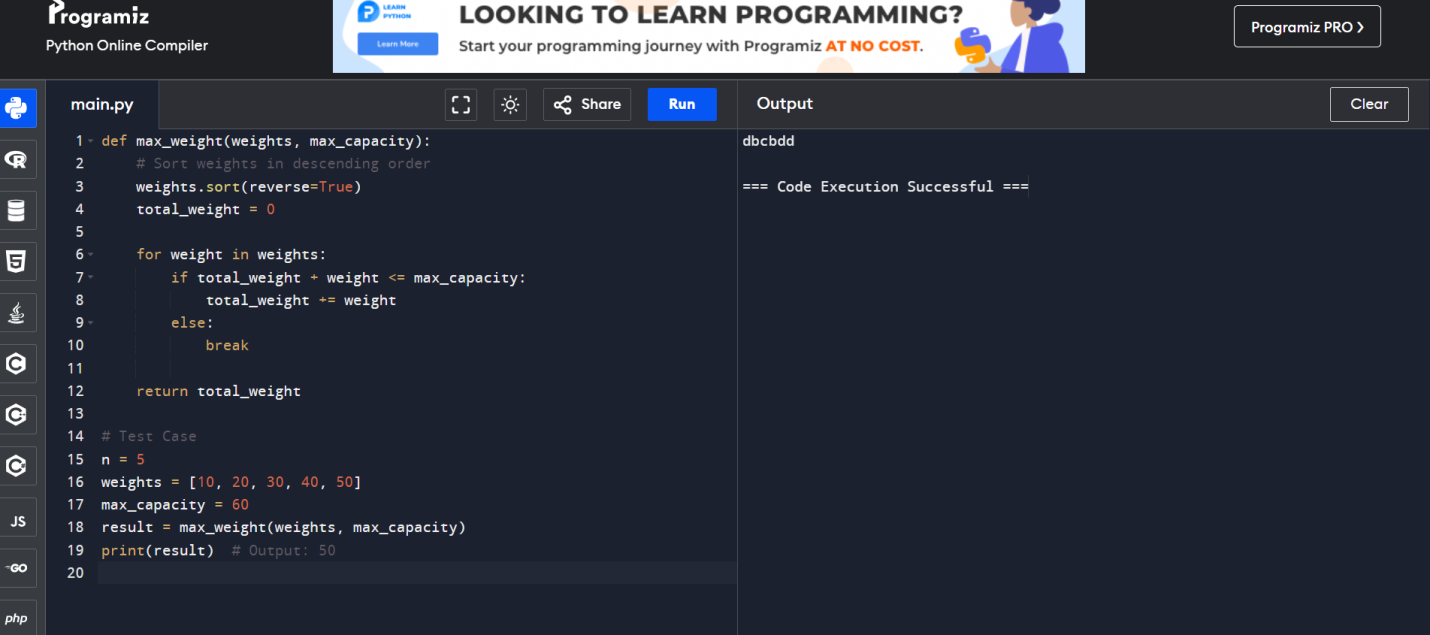 Programiz
Python Online Compiler
LEARN
PYTHON
Learn More
LOOKING TO LEARN PROGRAMMING?
Start your programming journey with Programiz AT NO COST.
Programiz PRO ›
main.py
Share
Run
Output
Clear
1 def max_weight(weights, max_capacity):
2     # Sort weights in descending order
3     weights.sort(reverse=True)
4     total_weight = 0
5
6     for weight in weights:
7         if total_weight + weight <= max_capacity:
8             total_weight += weight
9         else:
10             break
11
12     return total_weight
13
14 # Test Case
15 n = 5
16 weights = [10, 20, 30, 40, 50]
17 max_capacity = 60
18 result = max_weight(weights, max_capacity)
19 print(result)  # Output: 50
20
dbcbdd
=== Code Execution Successful ===
R
5
C
C
C
JS
GO
php